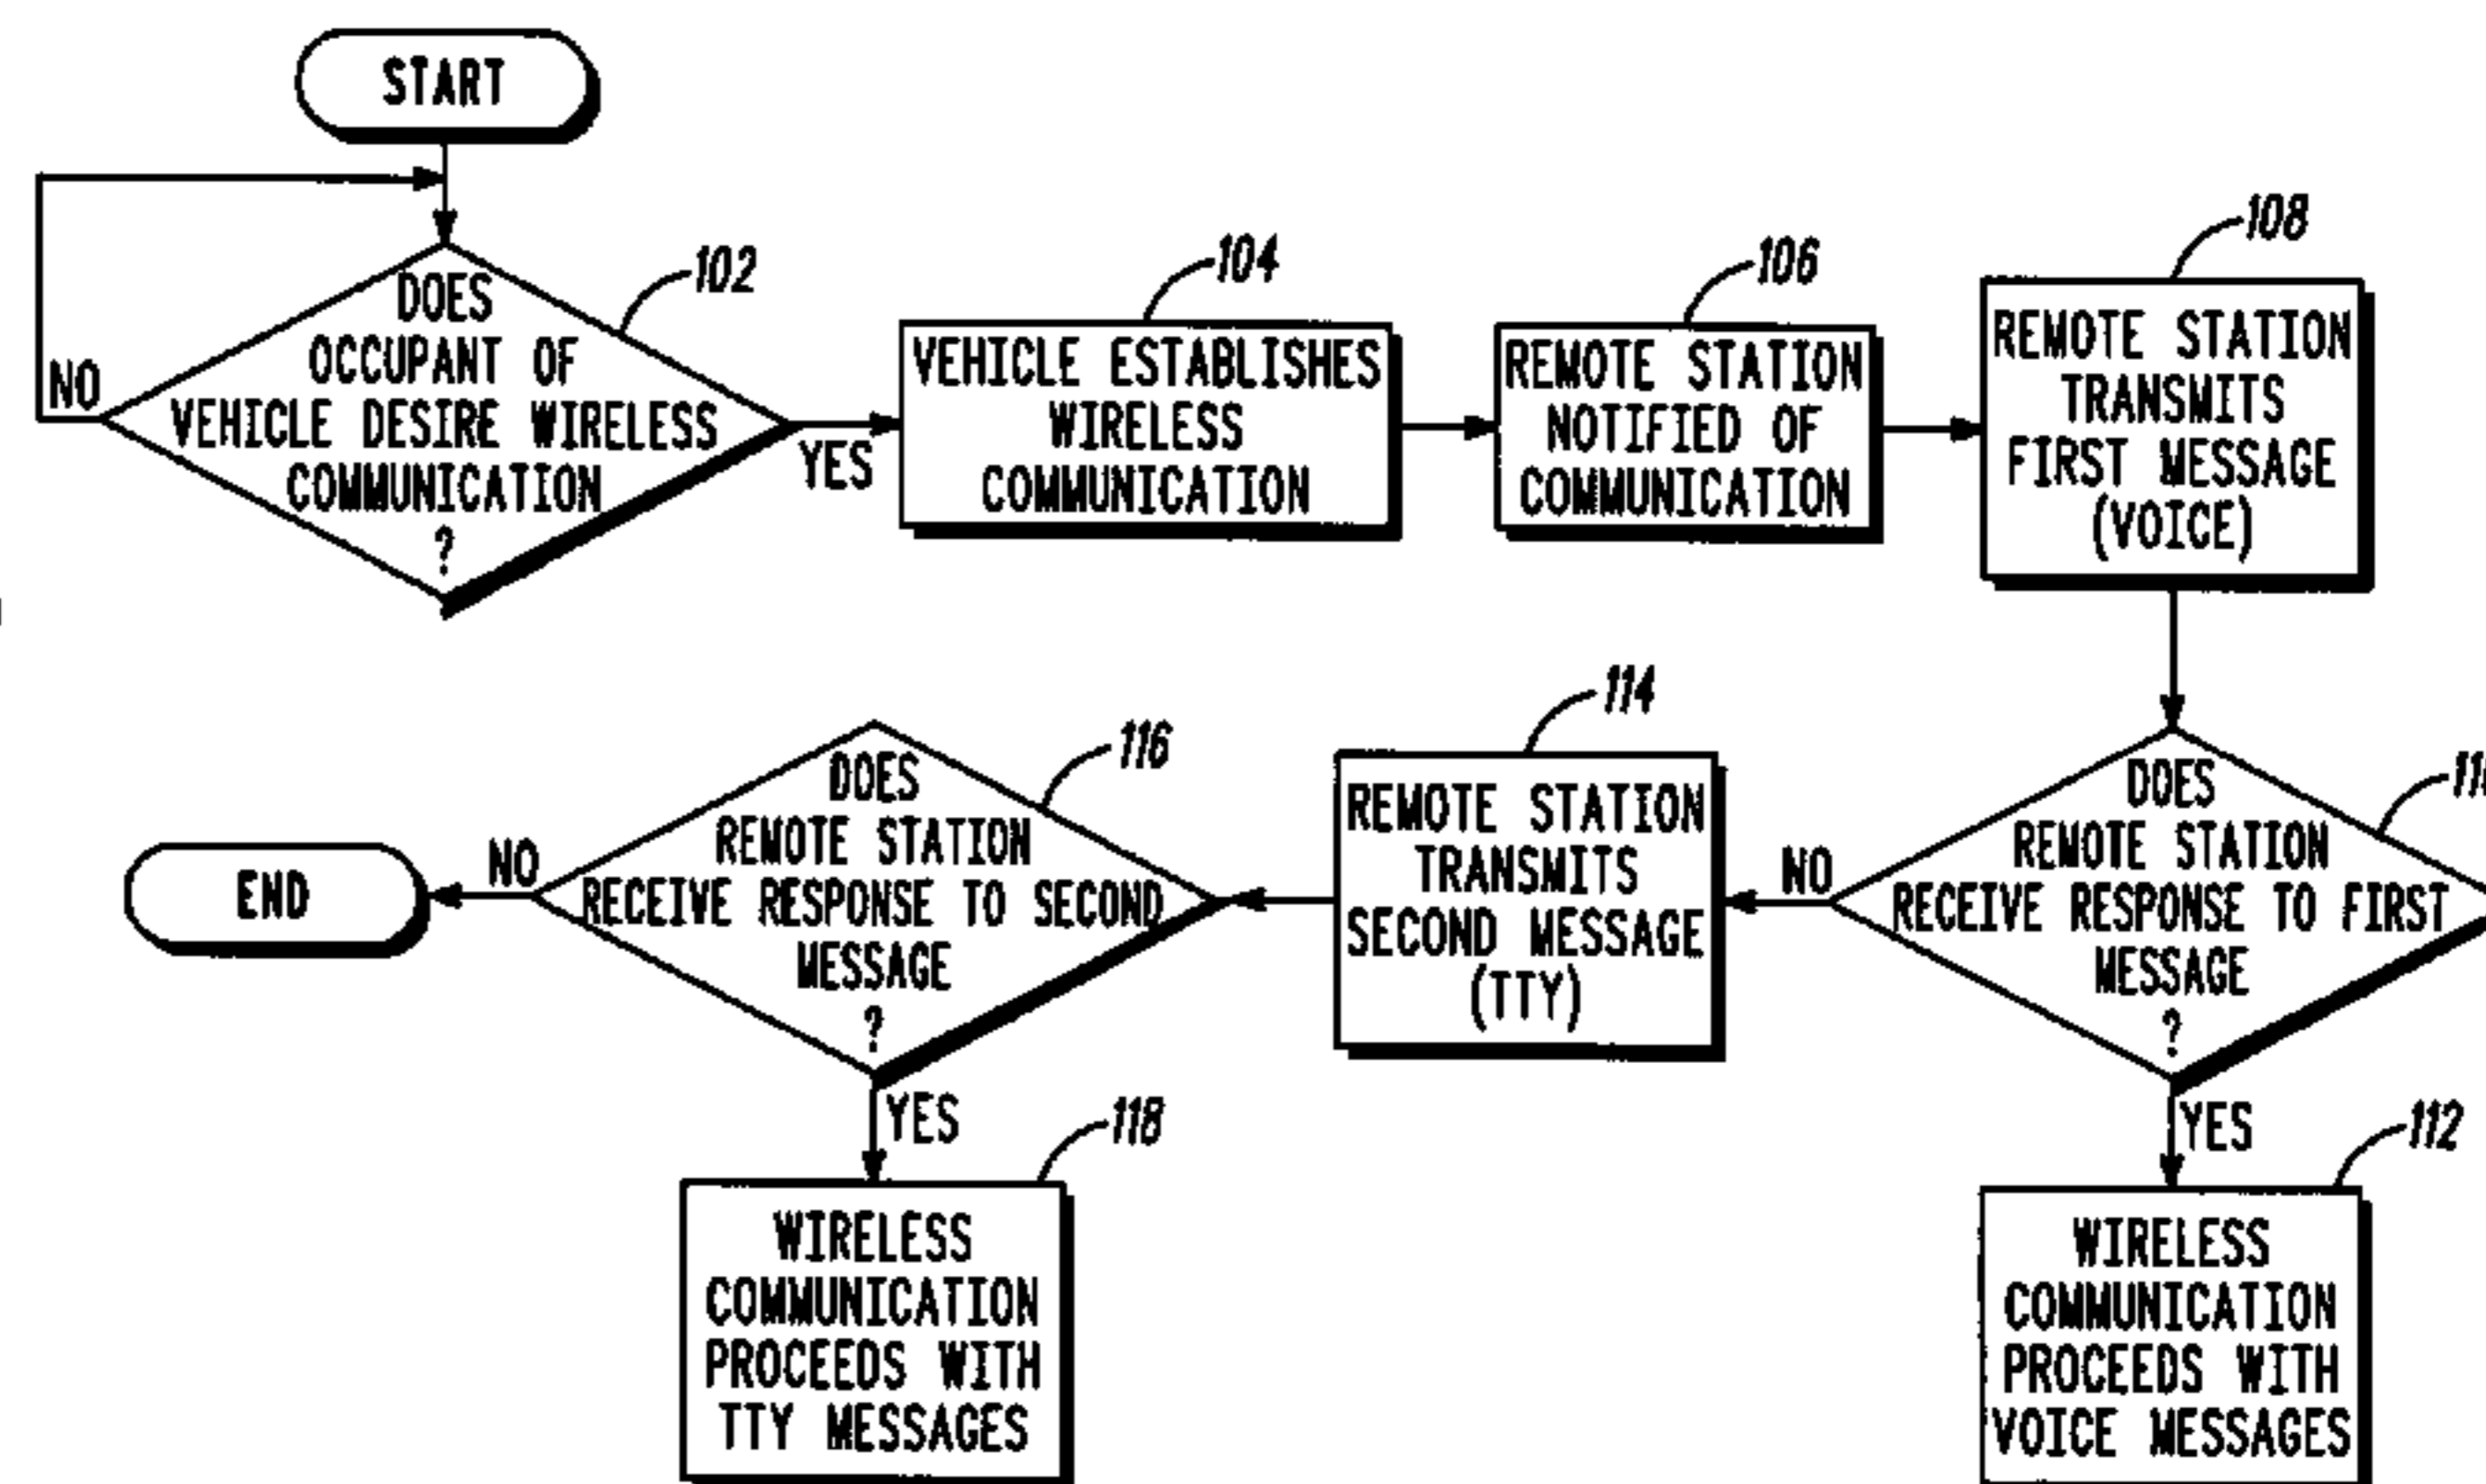 START
102
DOES
OCCUPANT OF
VEHICLE DESIRE WIRELESS
COMMUNICATION
?
NO
YES
104
VEHICLE ESTABLISHES
WIRELESS
COMMUNICATION
106
REMOTE STATION
NOTIFIED OF
COMMUNICATION
108
REMOTE STATION
TRANSMITS
FIRST MESSAGE
(VOICE)
DOES
REMOTE STATION
RECEIVE RESPONSE TO FIRST
MESSAGE
?
NO
YES
112
WIRELESS
COMMUNICATION
PROCEEDS WITH
VOICE MESSAGES
114
REMOTE STATION
TRANSMITS
SECOND MESSAGE
(TTY)
116
DOES
REMOTE STATION
RECEIVE RESPONSE TO SECOND
MESSAGE
?
NO
END
YES
118
WIRELESS
COMMUNICATION
PROCEEDS WITH
TTY MESSAGES